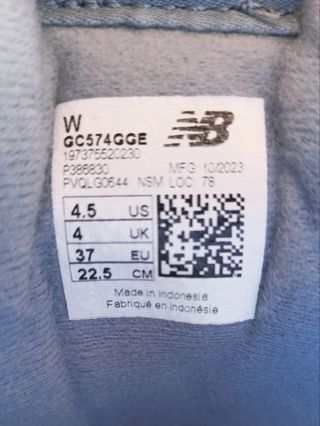 W
GC574GGE
197375520230
P386830 MFG 10/2023
PVQLG0644 NSM LOC: 78
4.5 US
4 UK
37 EU
22.5 CM
Made in Indonesia
Fabriqué en Indonésie